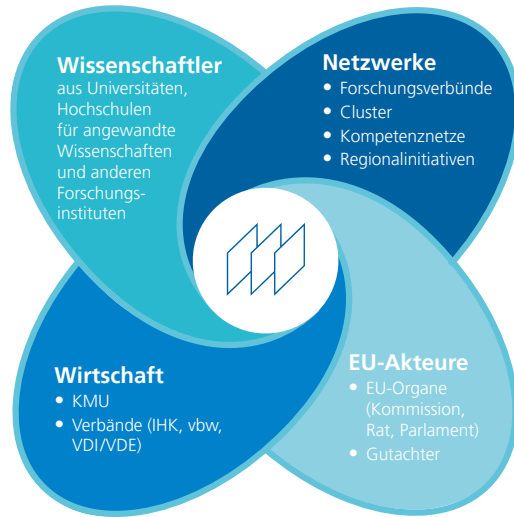 Wissenschaftler
aus Universitäten,
Hochschulen
für angewandte
Wissenschaften
und anderen
Forschungs-
instituten
Netzwerke
• Forschungsverbünde
• Cluster
• Kompetenznetze
• Regionalinitiativen
Wirtschaft
• KMU
• Verbände (IHK, vbw,
VDI/VDE)
EU-Akteure
• EU-Organe
(Kommission,
Rat, Parlament)
• Gutachter